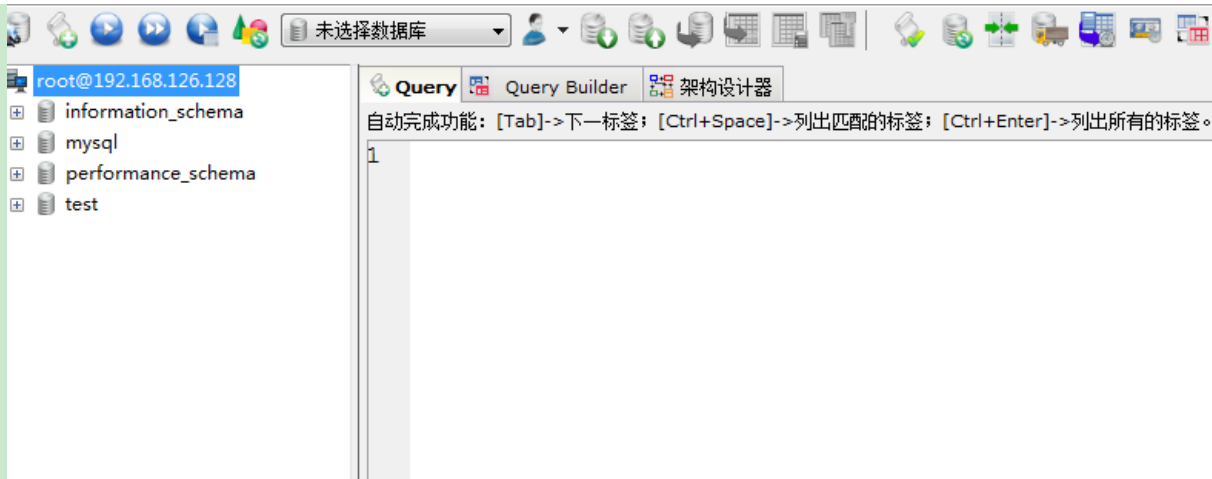 未选择数据库
root@192.168.126.128
information_schema
mysql
performance_schema
test
Query Query Builder 架构设计器
自动完成功能：[Tab]->下一标签；[Ctrl+Space]->列出匹配的标签；[Ctrl+Enter]->列出所有的标签。
1